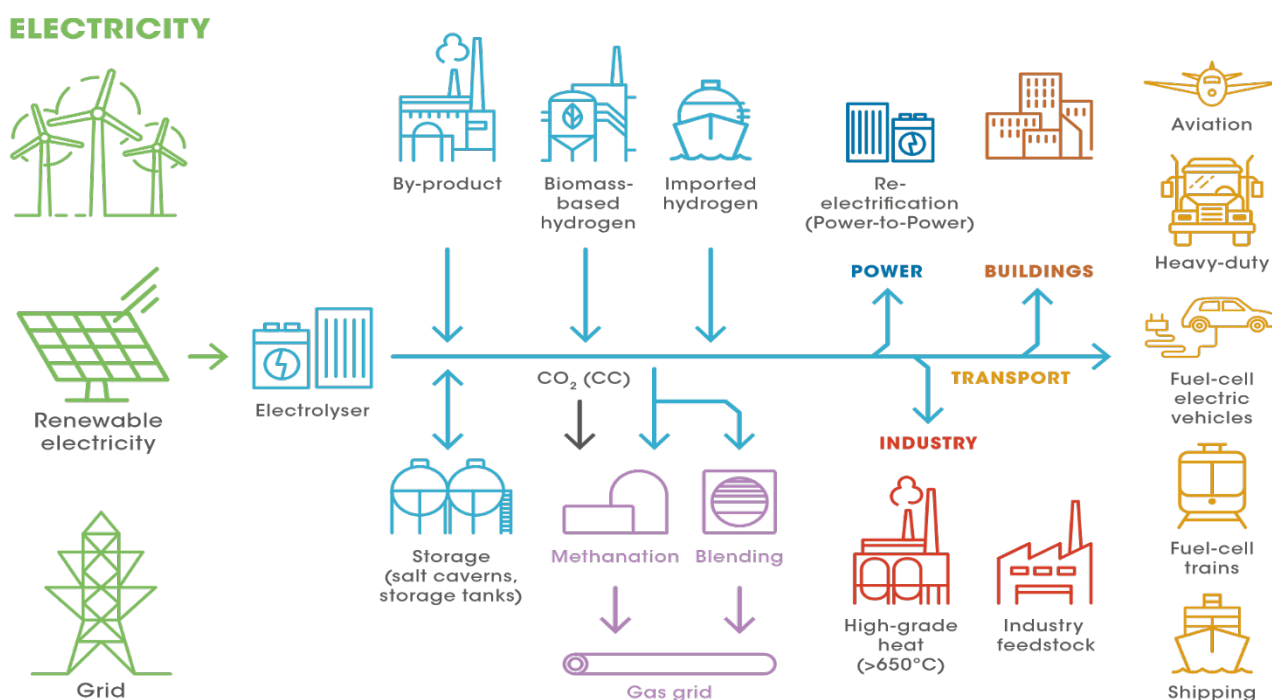 ELECTRICITY
Renewable
electricity
Grid
Electrolyser
By-product
Biomass-
based
hydrogen
Imported
hydrogen
CO₂ (CC)
Storage
(salt caverns,
storage tanks)
Methanation
Blending
Gas grid
Re-
electrification
(Power-to-Power)
POWER
BUILDINGS
TRANSPORT
INDUSTRY
High-grade
heat
(>650°C)
Industry
feedstock
Aviation
Heavy-duty
Fuel-cell
electric
vehicles
Fuel-cell
trains
Shipping